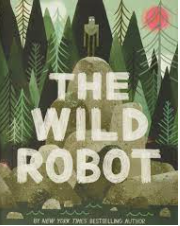 THE
WILD
ROBOT
BY NEW YORK TIMES BESTSELLING AUTHOR